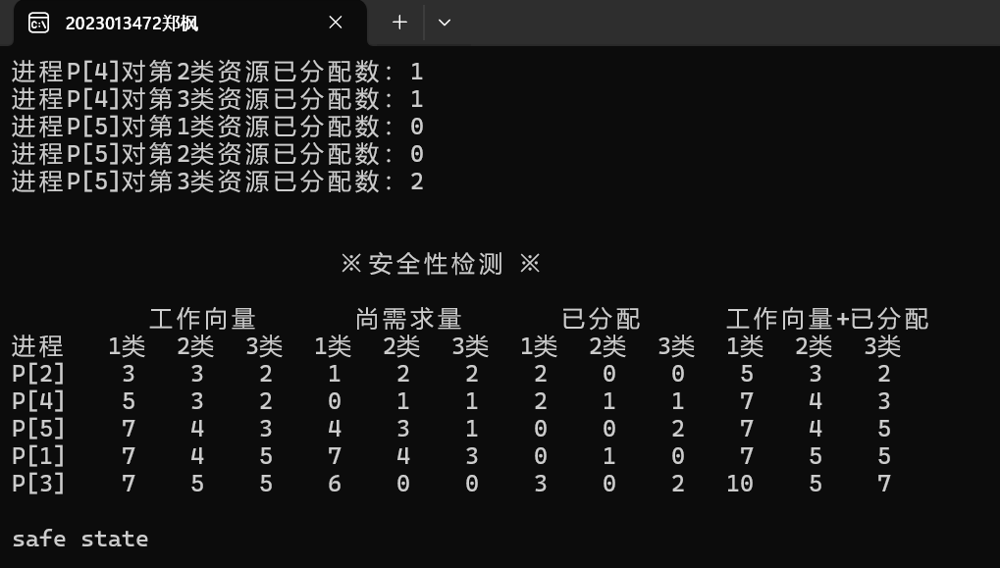 2023013472郑枫
进程P[4]对第2类资源已分配数: 1
进程P[4]对第3类资源已分配数: 1
进程P[5]对第1类资源已分配数: 0
进程P[5]对第2类资源已分配数: 0
进程P[5]对第3类资源已分配数: 2
※安全性检测 ※
工作向量 尚需求量 已分配 工作向量+已分配
进程 1类 2类 3类 1类 2类 3类 1类 2类 3类 1类 2类 3类
P[2] 3 3 2 1 2 2 2 0 0 5 3 2
P[4] 5 3 2 0 1 1 2 1 1 7 4 3
P[5] 7 4 3 4 3 1 0 0 2 7 4 5
P[1] 7 4 5 7 4 3 0 1 0 7 5 5
P[3] 7 5 5 6 0 0 3 0 2 10 5 7
safe state